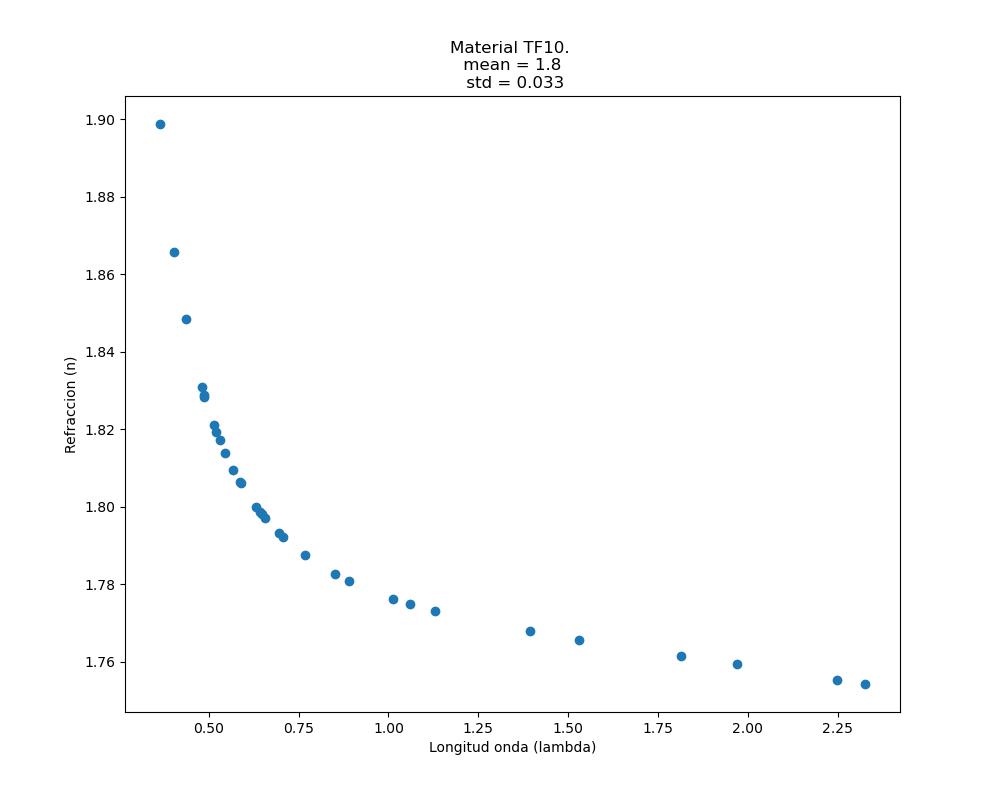 Material TF10.
mean = 1.8
std = 0.033
1.90
1.88
1.86
1.84
1.82
1.80
1.78
1.76
Refraccion (n)
0.50 0.75 1.00 1.25 1.50 1.75 2.00 2.25
Longitud onda (lambda)